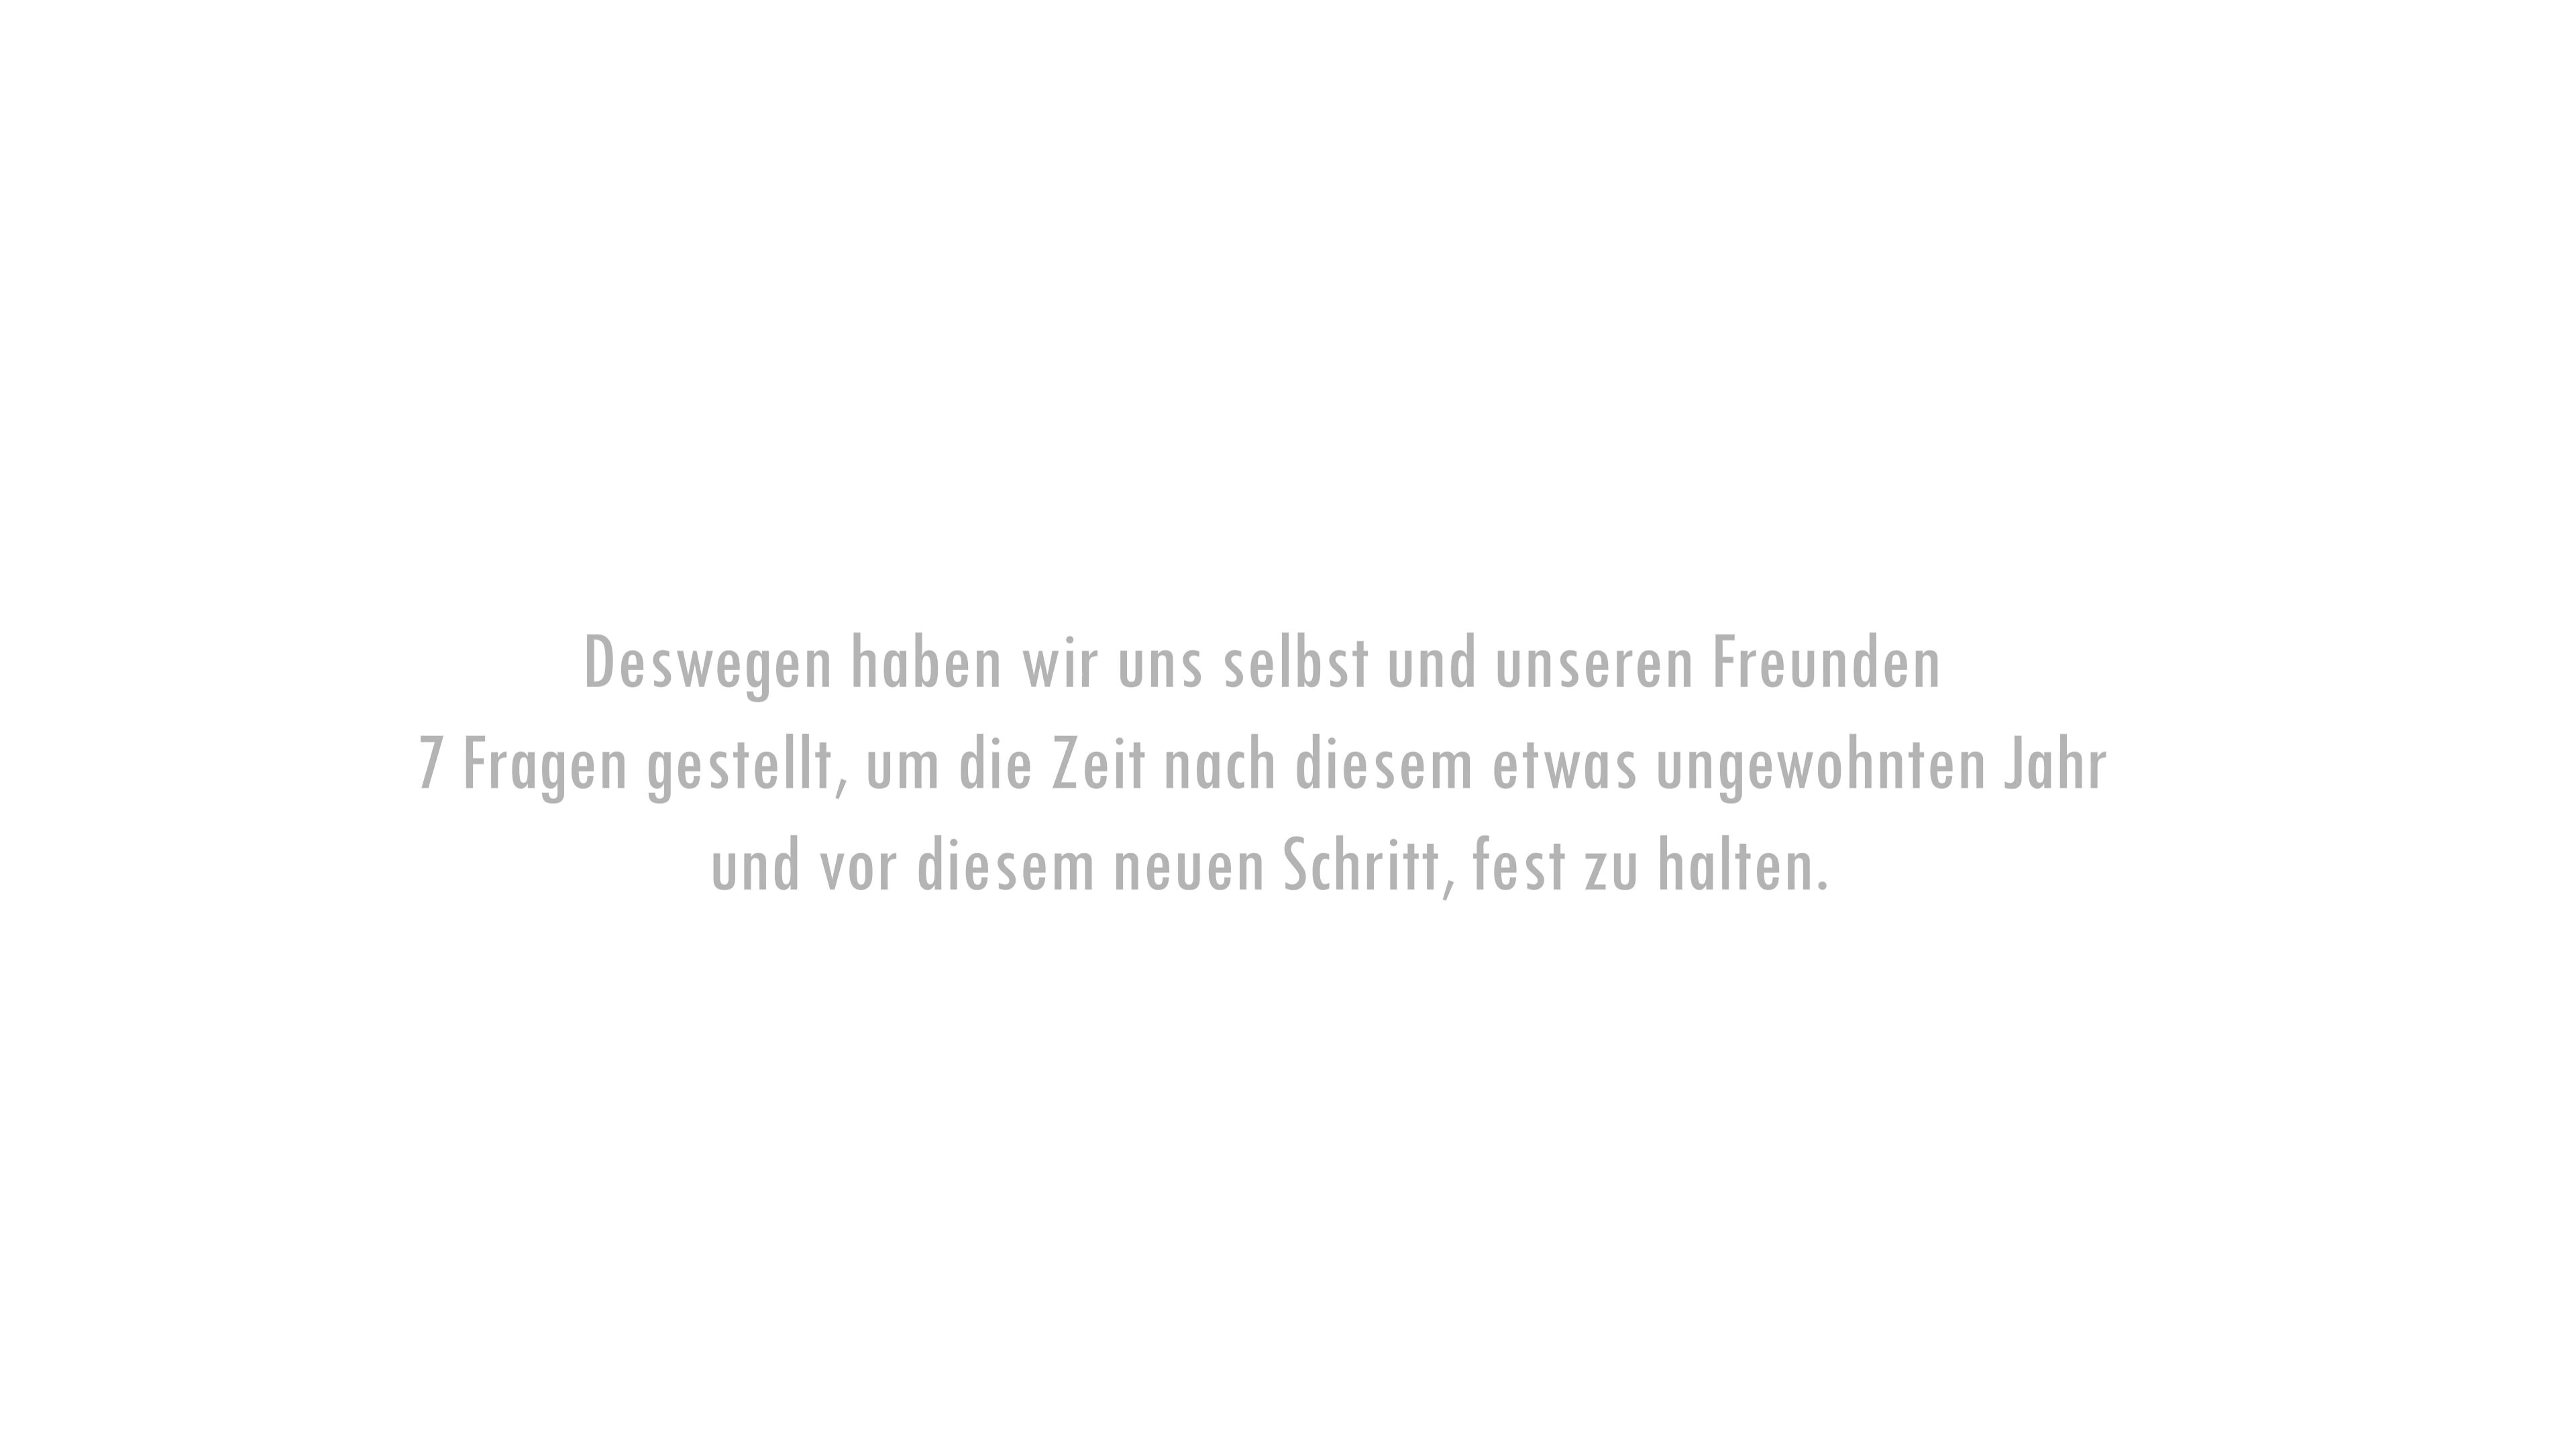 Deswegen haben wir uns selbst und unseren Freunden
7 Fragen gestellt, um die Zeit nach diesem etwas ungewohnten Jahr
und vor diesem neuen Schritt, fest zu halten.